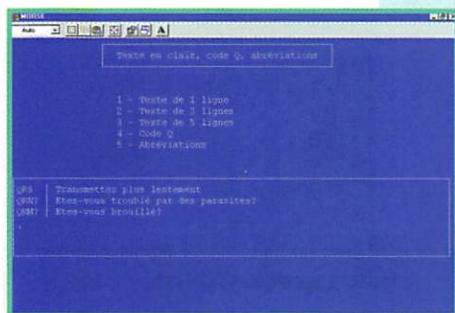 MORSE
Auto
Texte en clair, code Q, abréviations
1 - Texte de 1 ligne
2 - Texte de 3 lignes
3 - Texte de 5 lignes
4 - Code Q
5 - Abréviations
QRS | Transmettez plus lentement
QRN? | Etes-vous troublé par des parasites?
QRM? | Etes-vous brouillé?